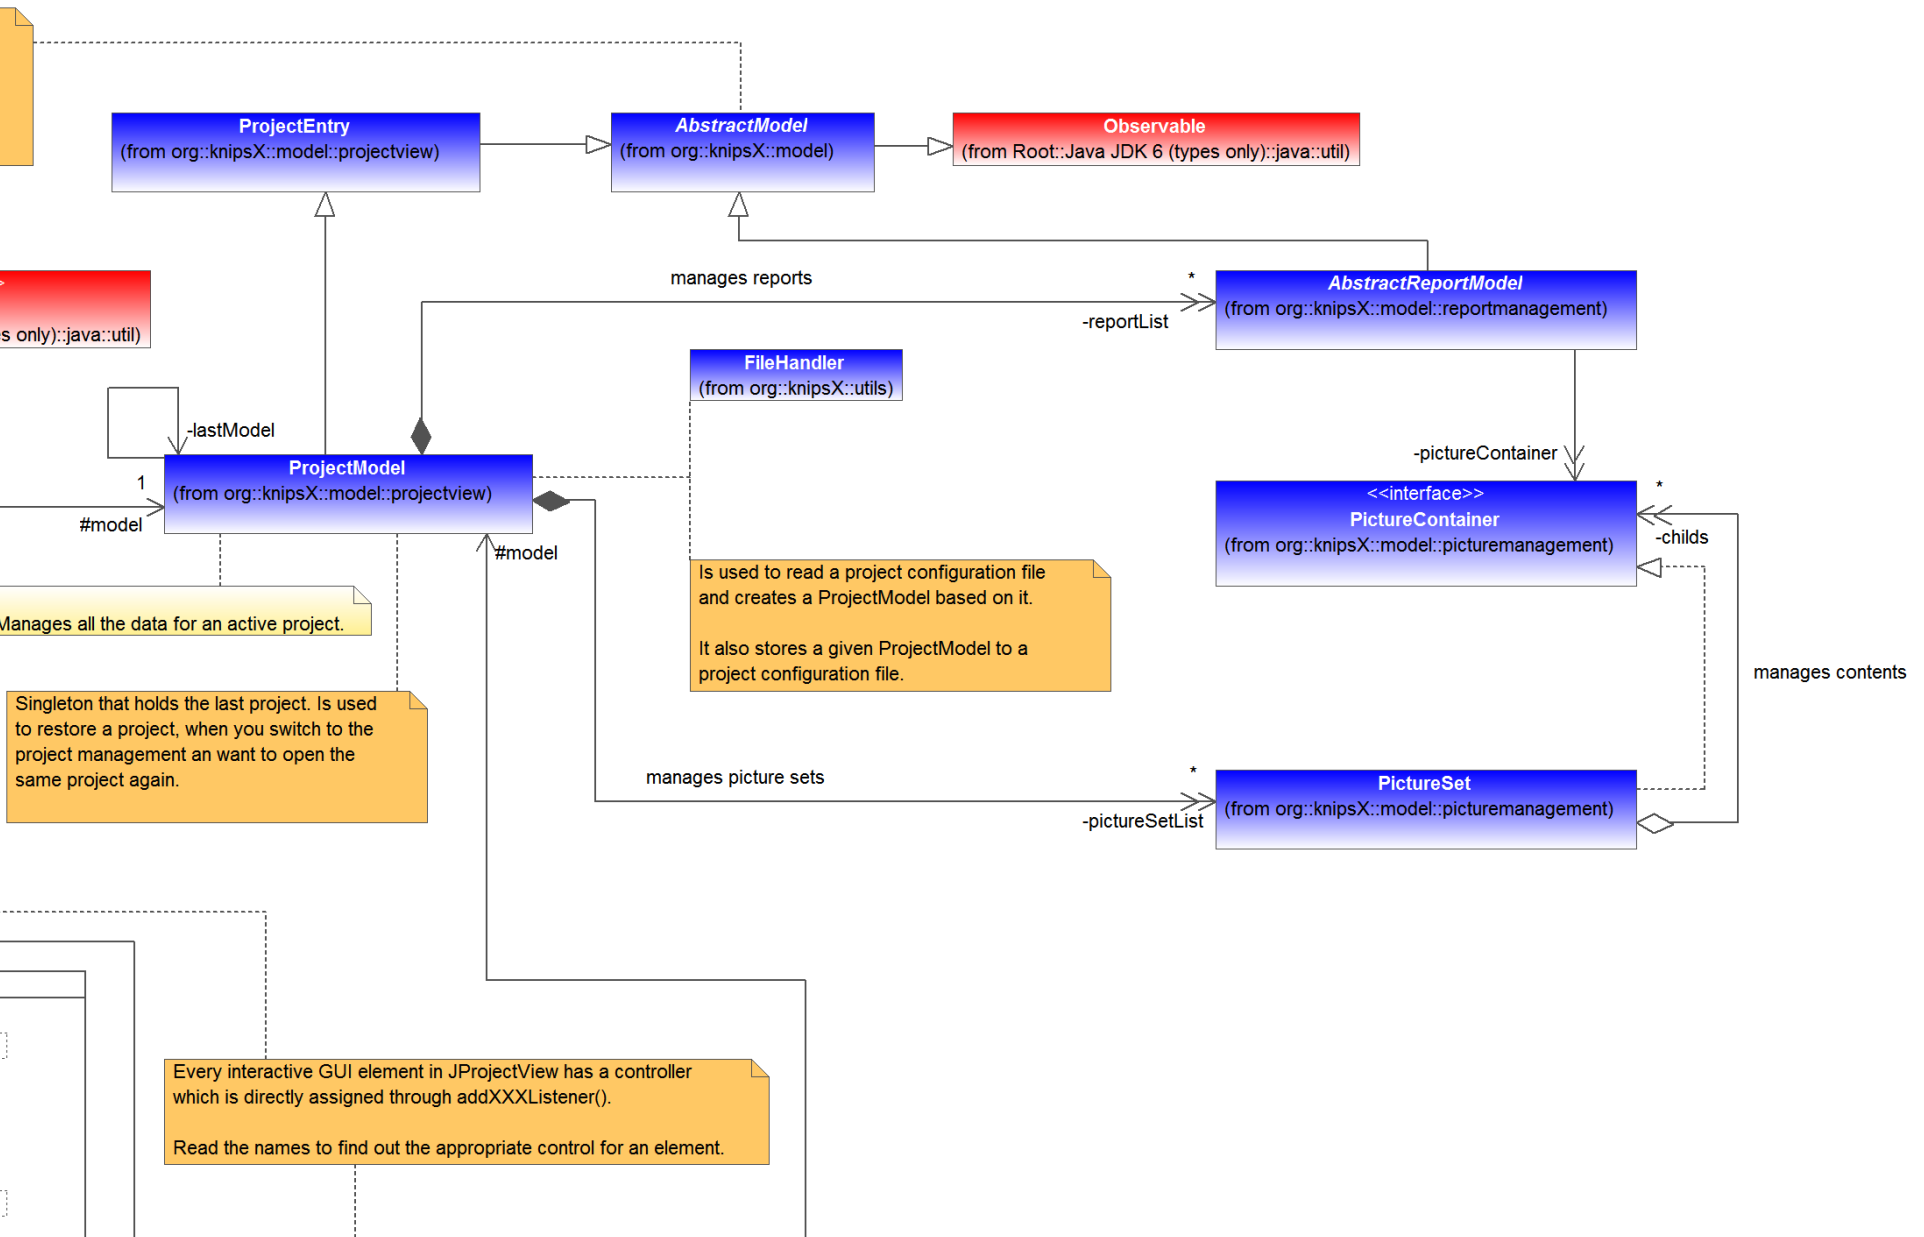 ProjectEntry
(from org::knipsX::model::projectview)
AbstractModel
(from org::knipsX::model)
Observable
(from Root::Java JDK 6 (types only)::java::util)
>
s only)::java::util)
manages reports
*
-reportList
AbstractReportModel
(from org::knipsX::model::reportmanagement)
FileHandler
(from org::knipsX::utils)
-lastModel
1
#model
ProjectModel
(from org::knipsX::model::projectview)
#model
-pictureContainer
<<interface>>
PictureContainer
(from org::knipsX::model::picturemanagement)
*
-childs
manages contents
Is used to read a project configuration file
and creates a ProjectModel based on it.
It also stores a given ProjectModel to a
project configuration file.
Manages all the data for an active project.
Singleton that holds the last project. Is used
to restore a project, when you switch to the
project management an want to open the
same project again.
manages picture sets
*
-pictureSetList
PictureSet
(from org::knipsX::model::picturemanagement)
Every interactive GUI element in JProjectView has a controller
which is directly assigned through addXXXListener().
Read the names to find out the appropriate control for an element.